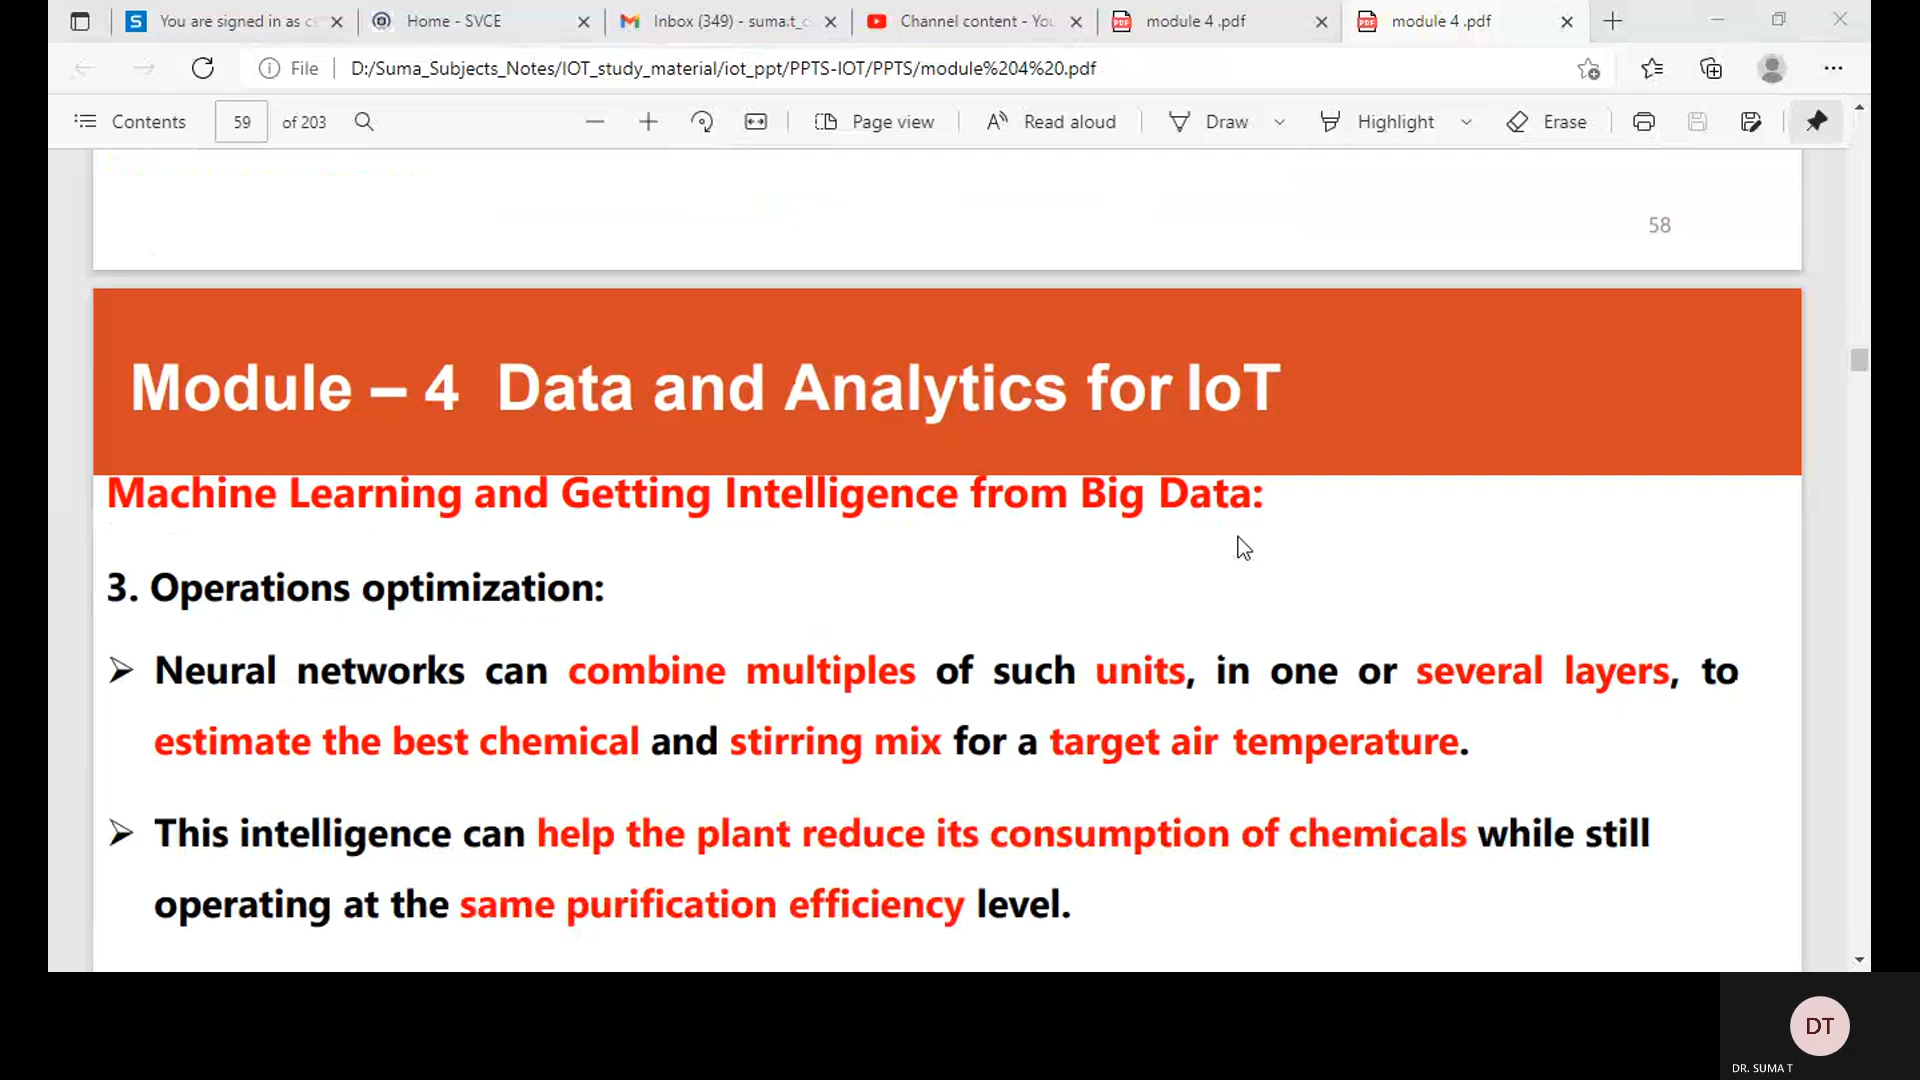 You are signed in as c
Home - SVCE
Inbox (349) - suma.t_c
Channel content - You
module 4 .pdf
module 4 .pdf
File
D:/Suma_Subjects_Notes/IOT_study_material/iot_ppt/PPTS-IOT/PPTS/module%204%20.pdf
Contents
59
of 203
Page view
Read aloud
Draw
Highlight
Erase
58
Module – 4 Data and Analytics for IoT
Machine Learning and Getting Intelligence from Big Data:
3. Operations optimization:
➢ Neural networks can combine multiples of such units, in one or several layers, to
estimate the best chemical and stirring mix for a target air temperature.
➢ This intelligence can help the plant reduce its consumption of chemicals while still
operating at the same purification efficiency level.
DT
DR. SUMA T